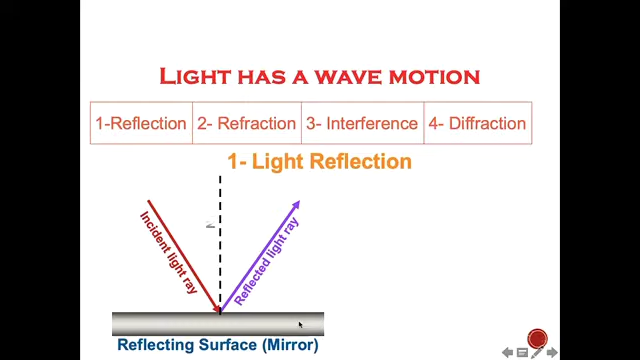 LIGHT HAS A WAVE MOTION
1-Reflection 2- Refraction 3- Interference 4- Diffraction
1- Light Reflection
Incident light ray
Reflected light ray
Reflecting Surface (Mirror)